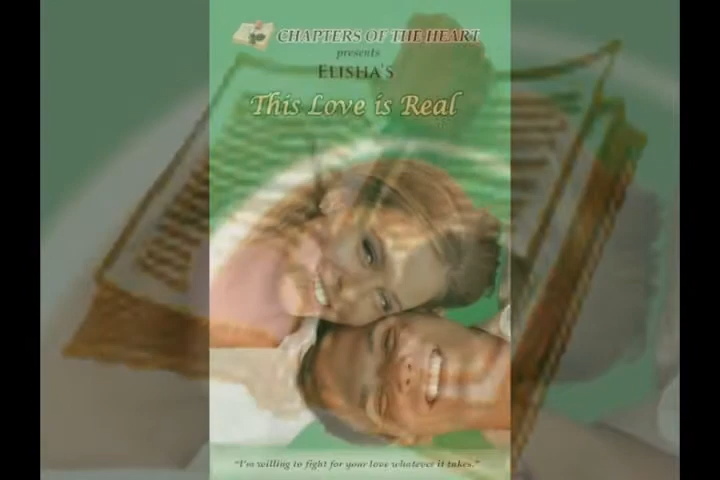 CHAPTERS OF THE HEART
presents
ELISHA'S
This Love is Real
"I'm willing to fight for your love whatever it takes."